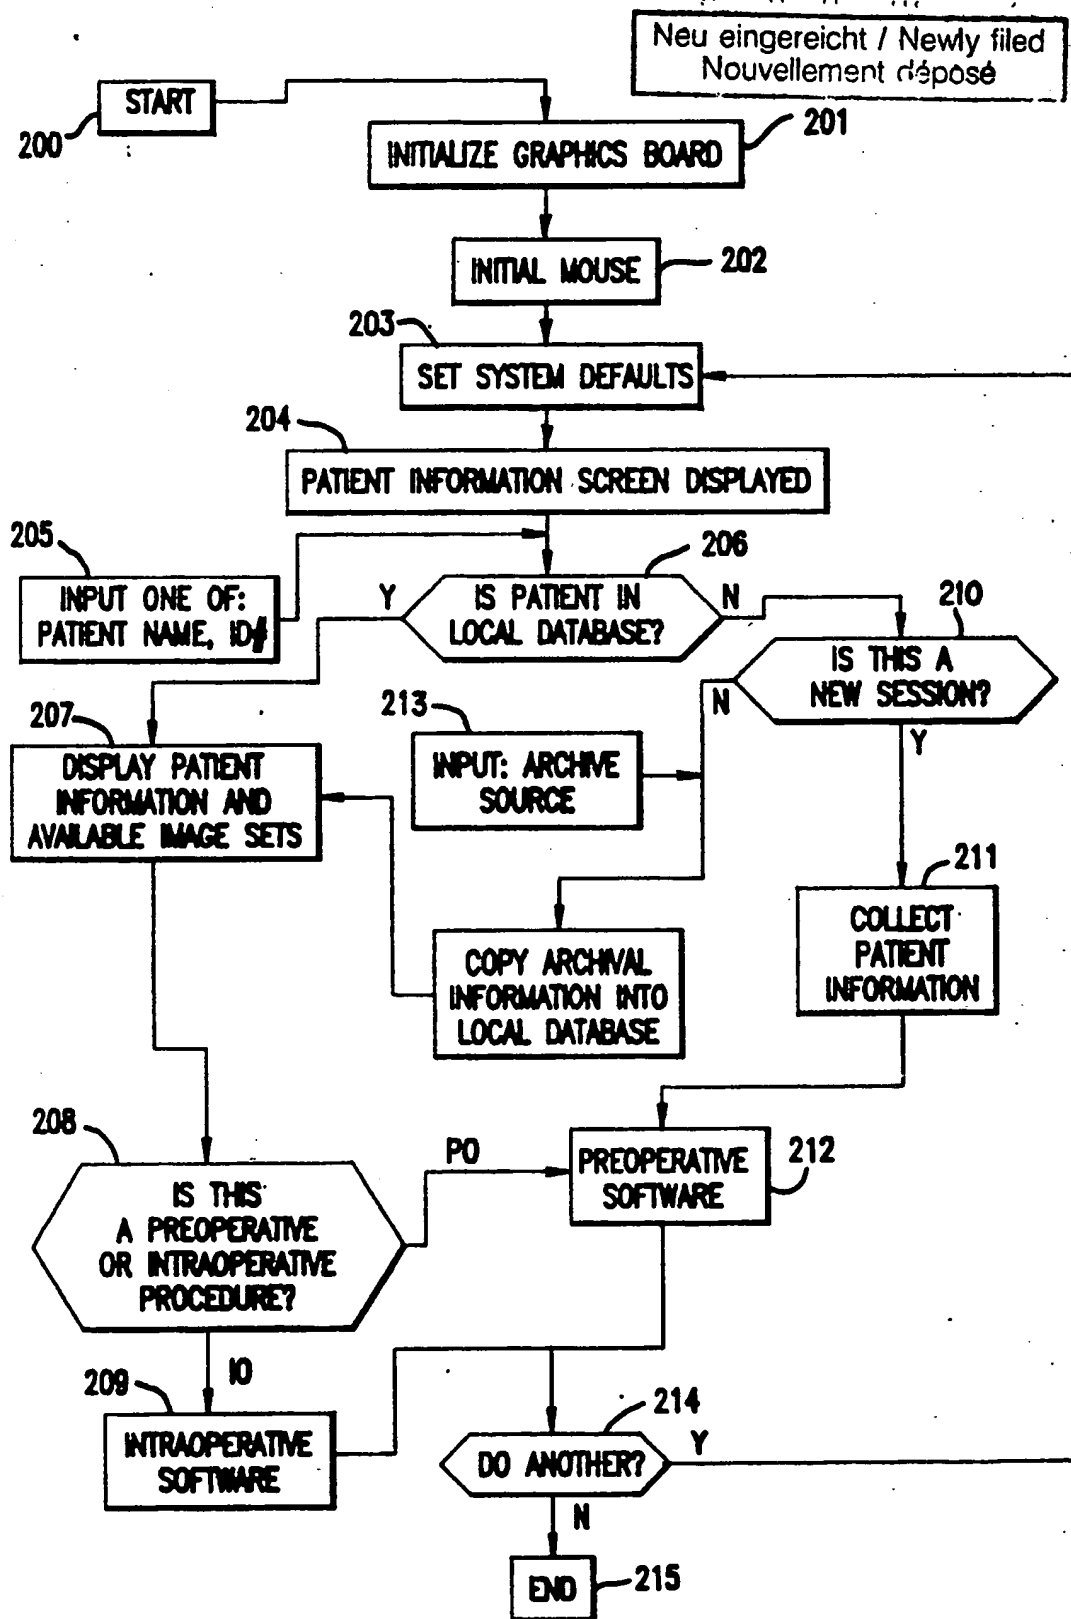 Neu eingereicht / Newly filed
Nouvellement déposé
START
200
201
INITIALIZE GRAPHICS BOARD
INITIAL MOUSE
202
203
SET SYSTEM DEFAULTS
204
PATIENT INFORMATION SCREEN DISPLAYED
205
INPUT ONE OF:
PATIENT NAME, ID#
206
Y
IS PATIENT IN
LOCAL DATABASE?
N
210
IS THIS A
NEW SESSION?
N
Y
207
DISPLAY PATIENT
INFORMATION AND
AVAILABLE IMAGE SETS
213
INPUT: ARCHIVE
SOURCE
211
COLLECT
PATIENT
INFORMATION
COPY ARCHIVAL
INFORMATION INTO
LOCAL DATABASE
208
IS THIS
A PREOPERATIVE
OR INTRAOPERATIVE
PROCEDURE?
PO
PREOPERATIVE
SOFTWARE
212
IO
209
INTRAOPERATIVE
SOFTWARE
214
DO ANOTHER?
Y
N
END
215